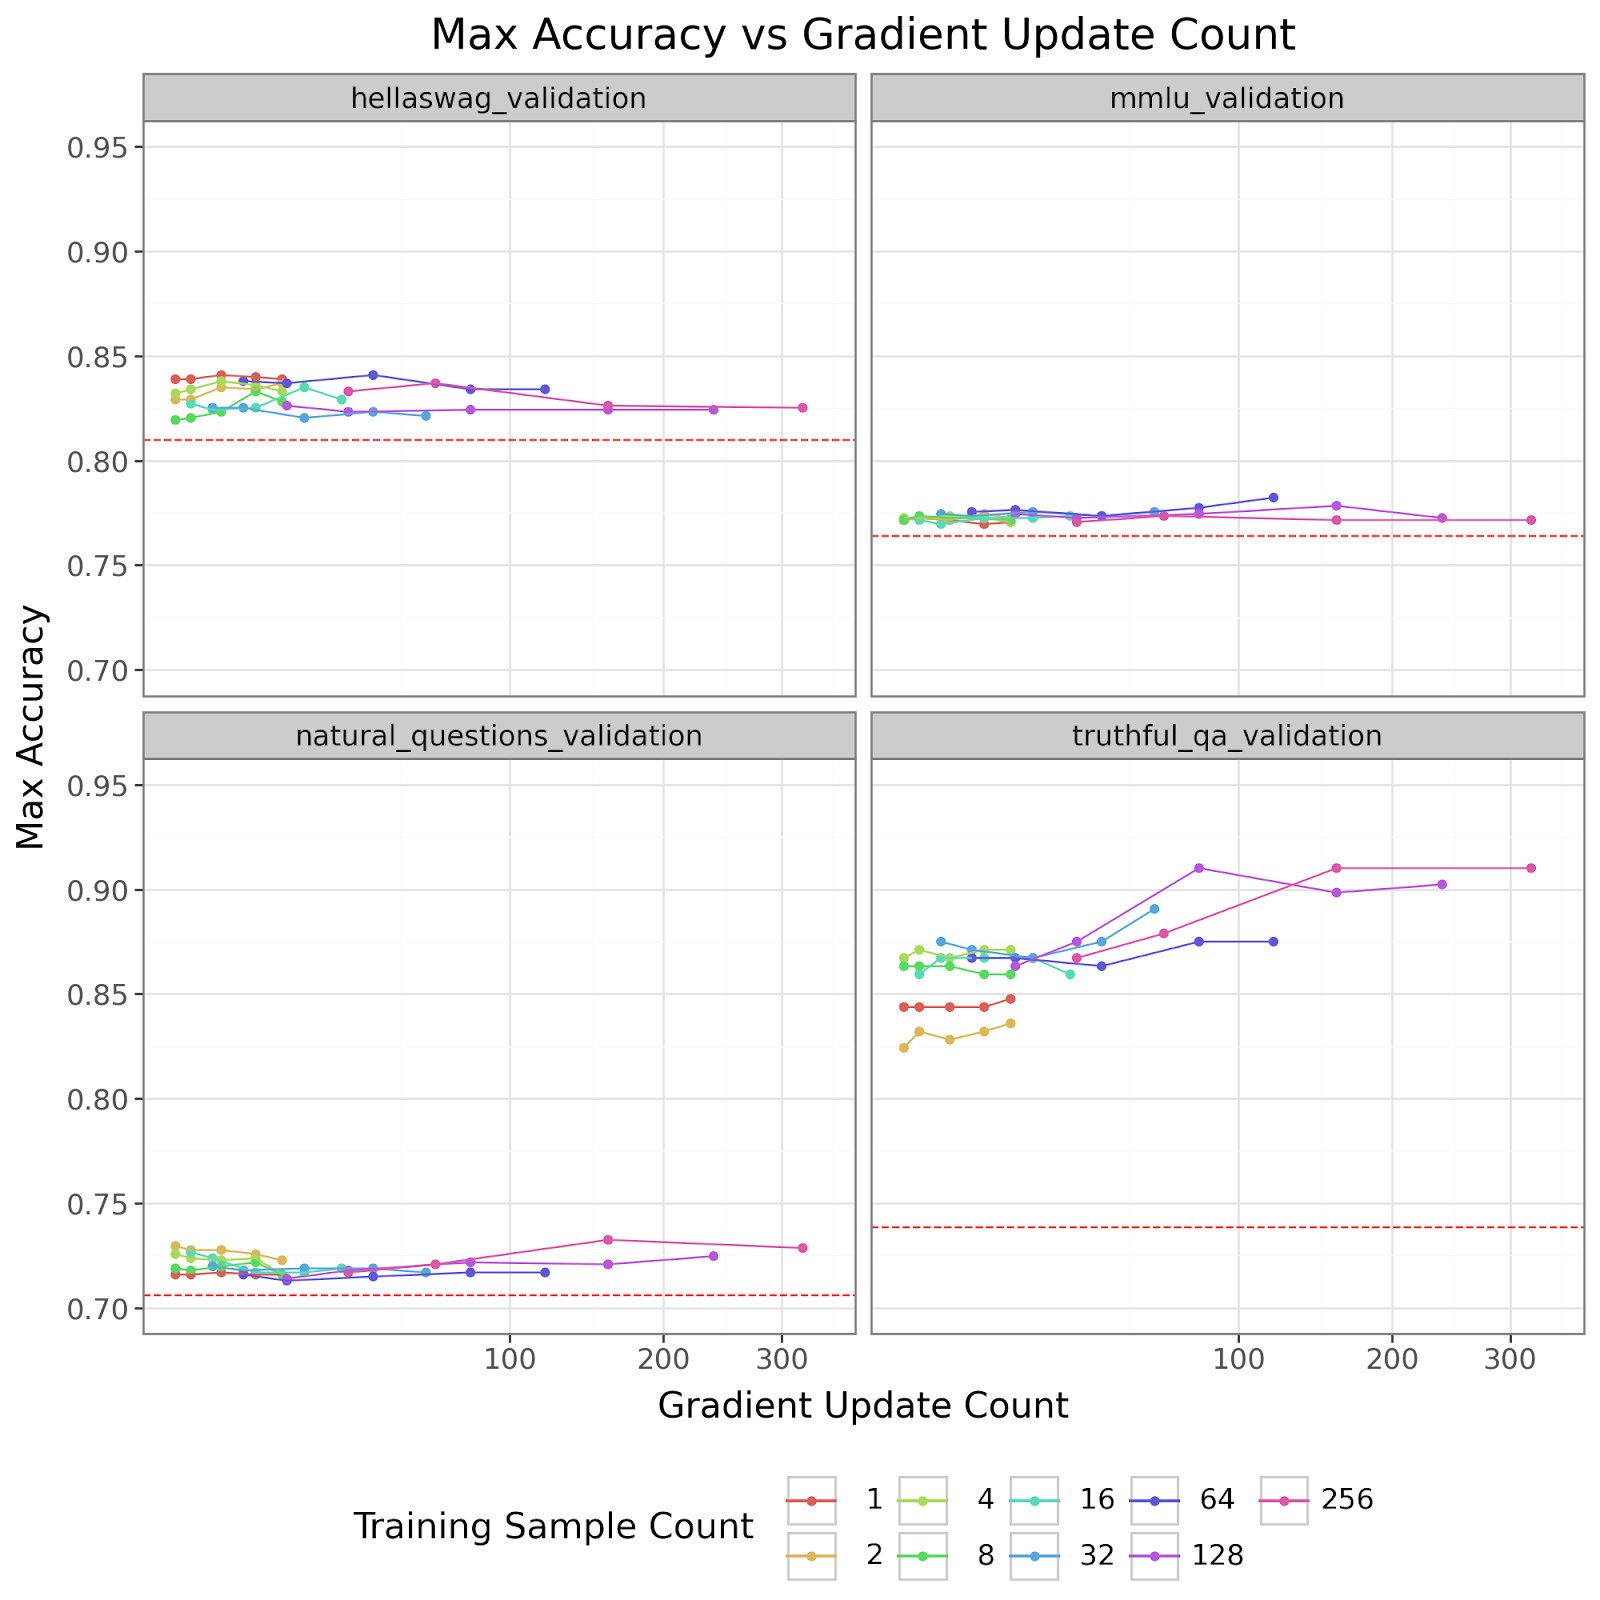 Max Accuracy vs Gradient Update Count
hellaswag_validation
mmlu_validation
0.95
0.90
0.85
0.80
0.75
0.70
natural_questions_validation
truthful_qa_validation
0.95
0.90
0.85
0.80
0.75
0.70
Max Accuracy
100 200 300
100 200 300
Gradient Update Count
Training Sample Count
1 4 16 64 256
2 8 32 128